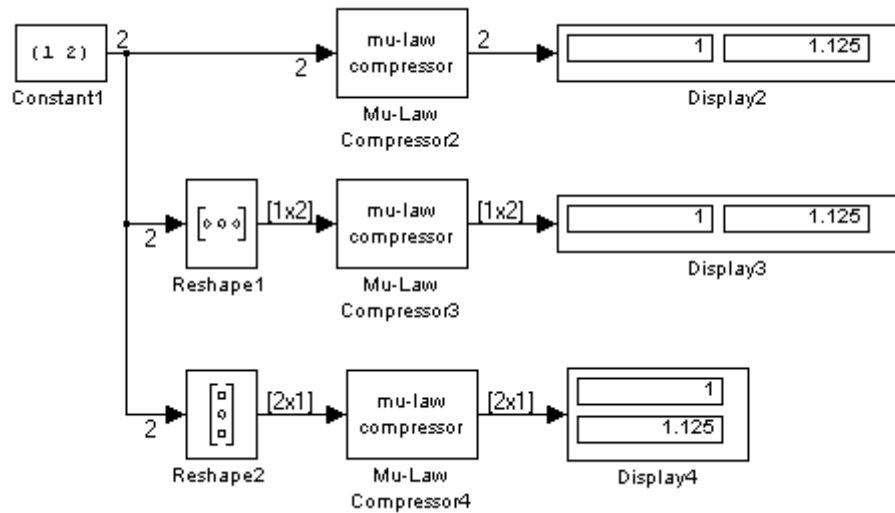 (1 2)
2
2
mu-law
compressor
2
1
1.125
Constant1
Mu-Law
Compressor2
Display2
2
[1x2]
mu-law
compressor
[1x2]
1
1.125
Reshape1
Mu-Law
Compressor3
Display3
2
[2x1]
mu-law
compressor
[2x1]
1
1.125
Reshape2
Mu-Law
Compressor4
Display4